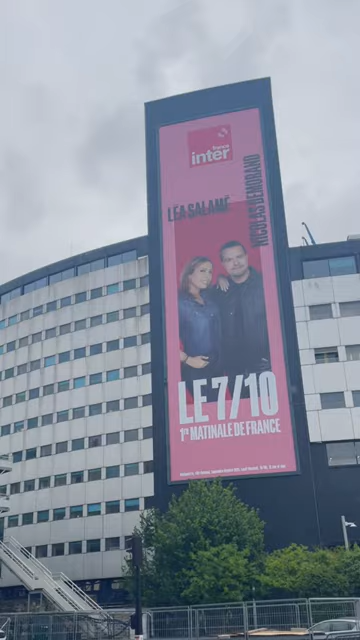 france
inter
LÉA SALAMÉ
NICOLAS DEMORAND
LE 7/10
1RE MATINALE DE FRANCE